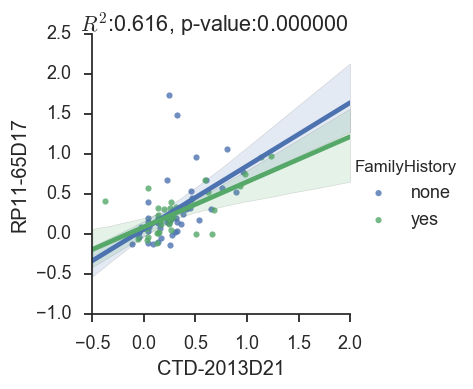 R²:0.616, p-value:0.000000
2.5
2.0
1.5
1.0
0.5
0.0
−0.5
−1.0
RP11-65D17
−0.5 0.0 0.5 1.0 1.5 2.0
CTD-2013D21
FamilyHistory
none
yes